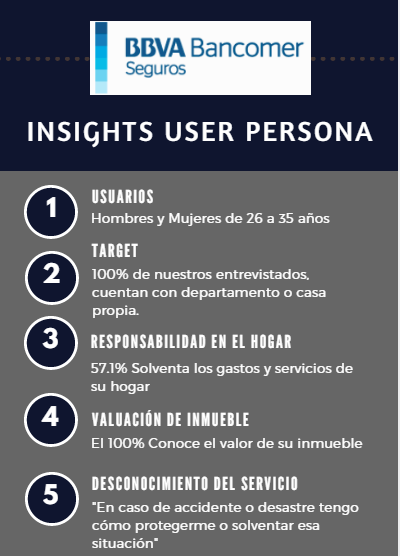 BBVA Bancomer
Seguros
INSIGHTS USER PERSONA
1
USUARIOS
Hombres y Mujeres de 26 a 35 años
2
TARGET
100% de nuestros entrevistados,
cuentan con departamento o casa
propia.
3
RESPONSABILIDAD EN EL HOGAR
57.1% Solventa los gastos y servicios de
su hogar
4
VALUACIÓN DE INMUEBLE
El 100% Conoce el valor de su inmueble
5
DESCONOCIMIENTO DEL SERVICIO
"En caso de accidente o desastre tengo
cómo protegerme o solventar esa
situación"